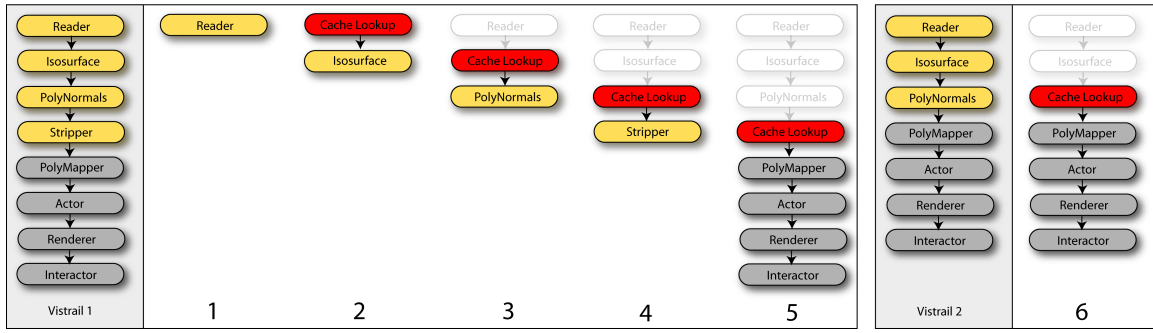 Reader
Isosurface
PolyNormals
Stripper
PolyMapper
Actor
Renderer
Interactor
Vistrail 1
Reader
1
Cache Lookup
Isosurface
2
Reader
Cache Lookup
PolyNormals
3
Reader
Isosurface
Cache Lookup
Stripper
4
Reader
Isosurface
PolyNormals
Cache Lookup
PolyMapper
Actor
Renderer
Interactor
5
Reader
Isosurface
PolyNormals
PolyMapper
Actor
Renderer
Interactor
Vistrail 2
Reader
Isosurface
Cache Lookup
PolyMapper
Actor
Renderer
Interactor
6